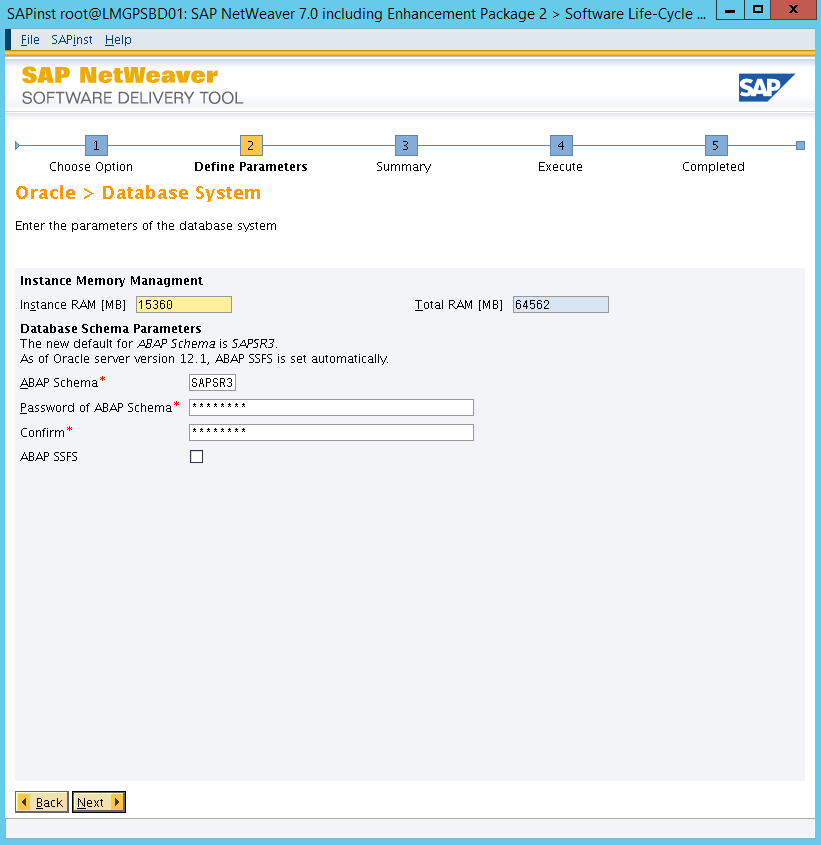 SAPinst root@LMGPSBD01: SAP NetWeaver 7.0 including Enhancement Package 2 > Software Life-Cycle ...
File SAPinst Help
SAP NetWeaver
SOFTWARE DELIVERY TOOL
SAP
1 2 3 4 5
Choose Option Define Parameters Summary Execute Completed
Oracle > Database System
Enter the parameters of the database system
Instance Memory Managment
Instance RAM [MB] 15360 Total RAM [MB] 64562
Database Schema Parameters
The new default for ABAP Schema is SAPSR3.
As of Oracle server version 12.1, ABAP SSFS is set automatically.
ABAP Schema* SAPSR3
Password of ABAP Schema* ********
Confirm* ********
ABAP SSFS
Back Next